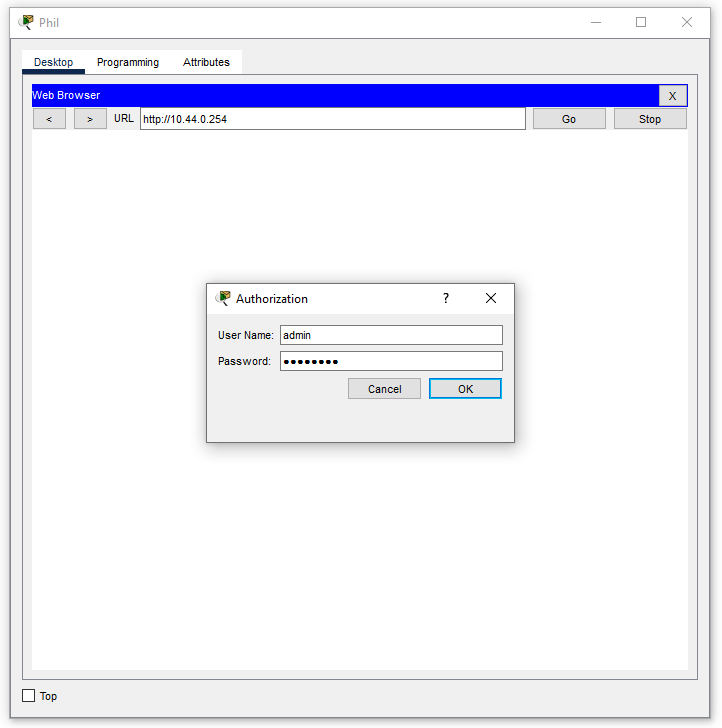 Phil
Desktop Programming Attributes
Web Browser X
< > URL http://10.44.0.254 Go Stop
Authorization ?
User Name: admin
Password: ●●●●●●●●
Cancel OK
Top